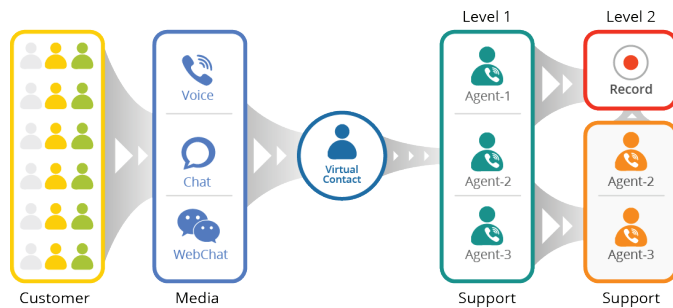 Level 1
Level 2
Voice
Chat
WebChat
Virtual
Contact
Agent-1
Agent-2
Agent-3
Record
Agent-2
Agent-3
Customer
Media
Support
Support